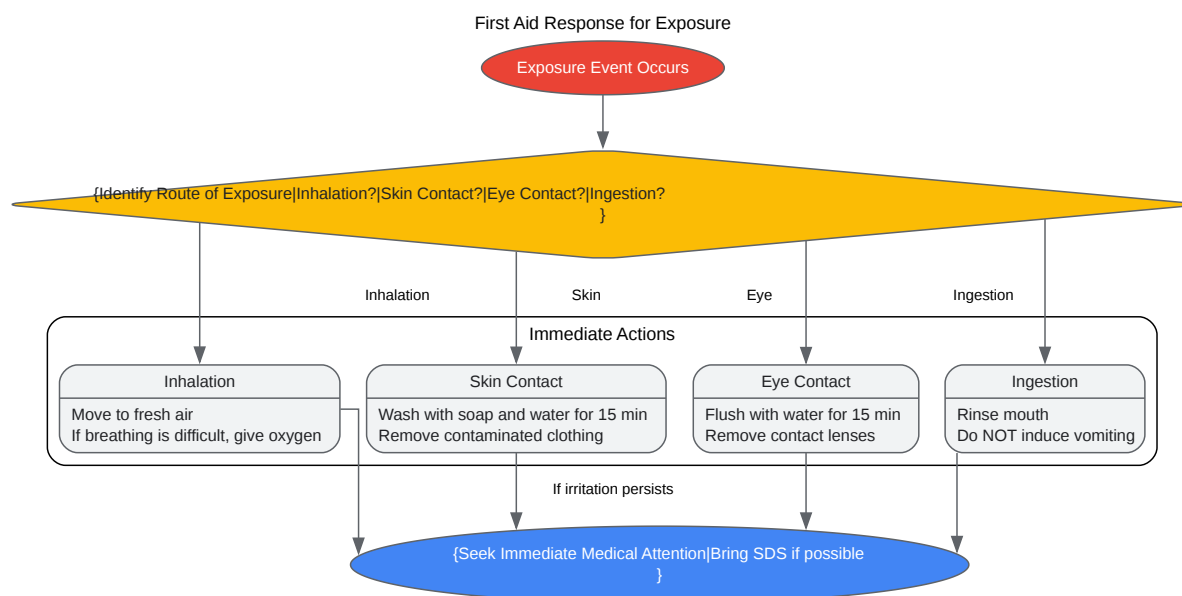 First Aid Response for Exposure
Exposure Event Occurs
{Identify Route of Exposure|Inhalation?|Skin Contact?|Eye Contact?|Ingestion?
}
Inhalation
Skin
Eye
Ingestion
Immediate Actions
Inhalation
Move to fresh air
If breathing is difficult, give oxygen
Skin Contact
Wash with soap and water for 15 min
Remove contaminated clothing
Eye Contact
Flush with water for 15 min
Remove contact lenses
Ingestion
Rinse mouth
Do NOT induce vomiting
If irritation persists
{Seek Immediate Medical Attention|Bring SDS if possible
}